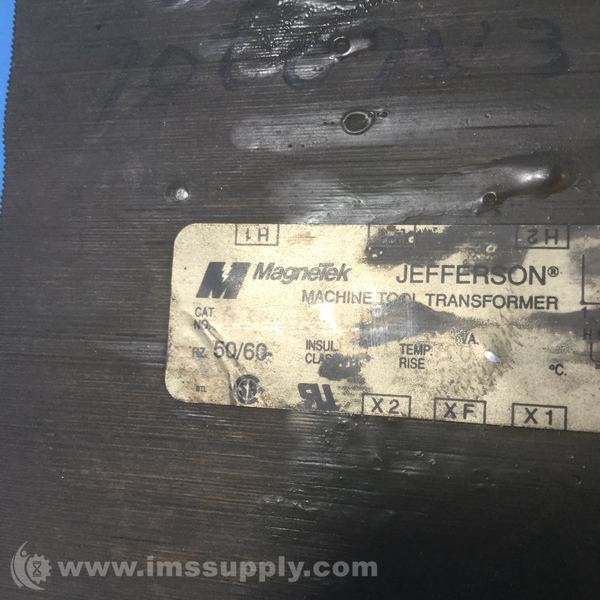 H1 H2
MagneTek JEFFERSON®
MACHINE TOOL TRANSFORMER
CAT
NO.
VA.
HZ 50/60
INSUL
CLASS
TEMP.
RISE
°C.
BTL
X2 XF X1
www.imssupply.com